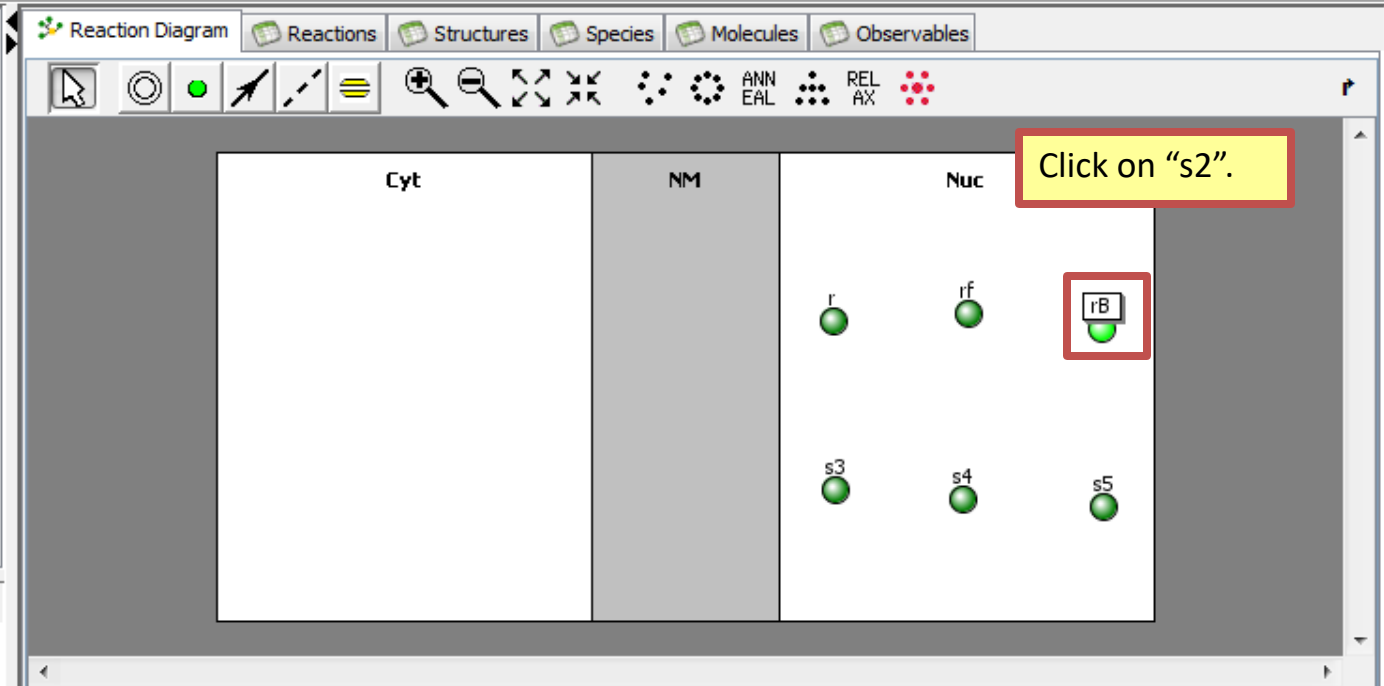 Reaction Diagram Reactions Structures Species Molecules Observables
ANN
EAL
REL
AX
Click on “s2”.
Cyt NM Nuc
r rf rB
s3 s4 s5